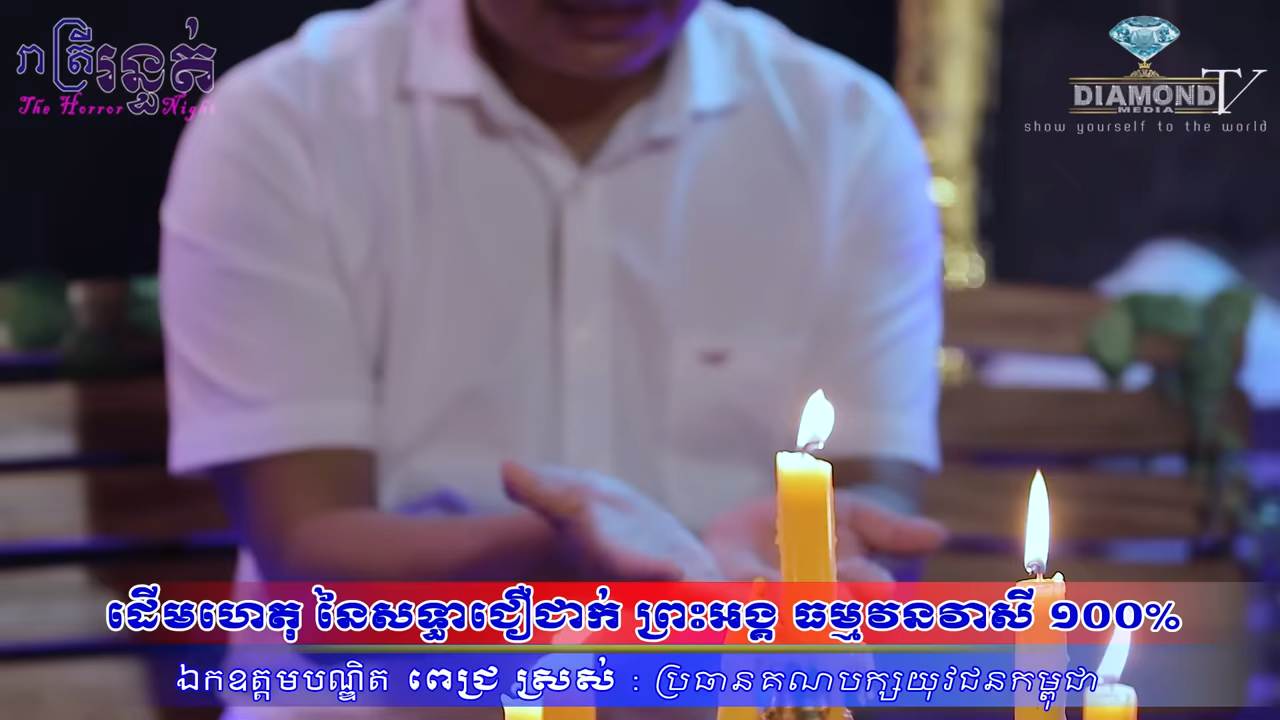 រាត្រីរន្ធត់
The Horror Night
DIAMOND TV
MEDIA
show yourself to the world
ដើមហេតុ នៃសទ្ធាជឿជាក់ ព្រះអង្គ ធម្មវនវាសី ១០០%
ឯកឧត្តមបណ្ឌិត ពេជ្រ ស្រស់ : ប្រធានគណបក្សយុវជនកម្ពុជា